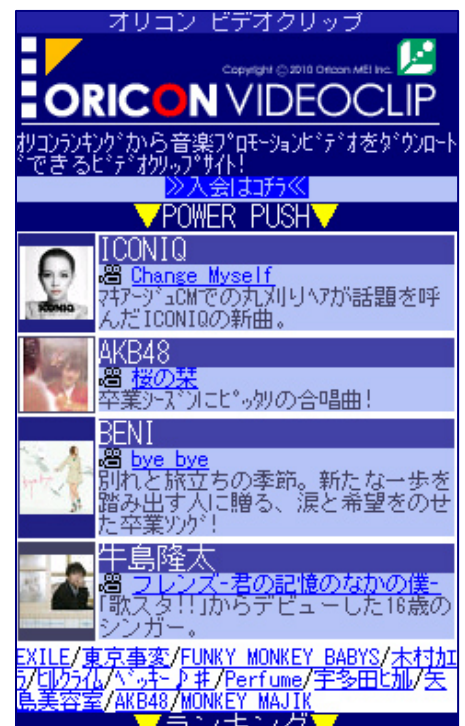 オリコン ビデオクリップ
Copyright © 2010 Oricon ME! Inc.
ORICON VIDEOCLIP
ｵﾘｺﾝﾗﾝｷﾝｸﾞから音楽ﾌﾟﾛﾓｰｼｮﾝﾋﾞﾃﾞｵをﾀﾞｳﾝﾛｰﾄ
ﾞできるﾋﾞﾃﾞｵｸﾘｯﾌﾟｻｲﾄ!
≫入会はｺﾁﾗ≪
▼POWER PUSH▼
ICONIQ
Change Myself
ﾏｷｱｰｼﾞｭCMでの丸刈りﾍｱが話題を呼
んだICONIQの新曲。
ICONIQ
AKB48
桜の栞
卒業ｼｰｽﾞﾝにﾋﾟｯﾀﾘの合唱曲!
BENI
bye bye
別れと旅立ちの季節。新たな一歩を
踏み出す人に贈る、涙と希望をのせ
た卒業ｿﾝｸﾞ!
牛島隆太
フレンズ-君の記憶のなかの僕-
｢歌スタ!!｣からデビューした16歳の
シンガー。
EXILE/東京事変/FUNKY MONKEY BABYS/木村ｶｴ
ﾗ/ﾋﾙｸﾗｲﾑ/ﾍﾞｯｷｰ♪#/Perfume/宇多田ﾋｶﾙ/矢
島美容室/AKB48/MONKEY MAJIK
▼ランキング▼